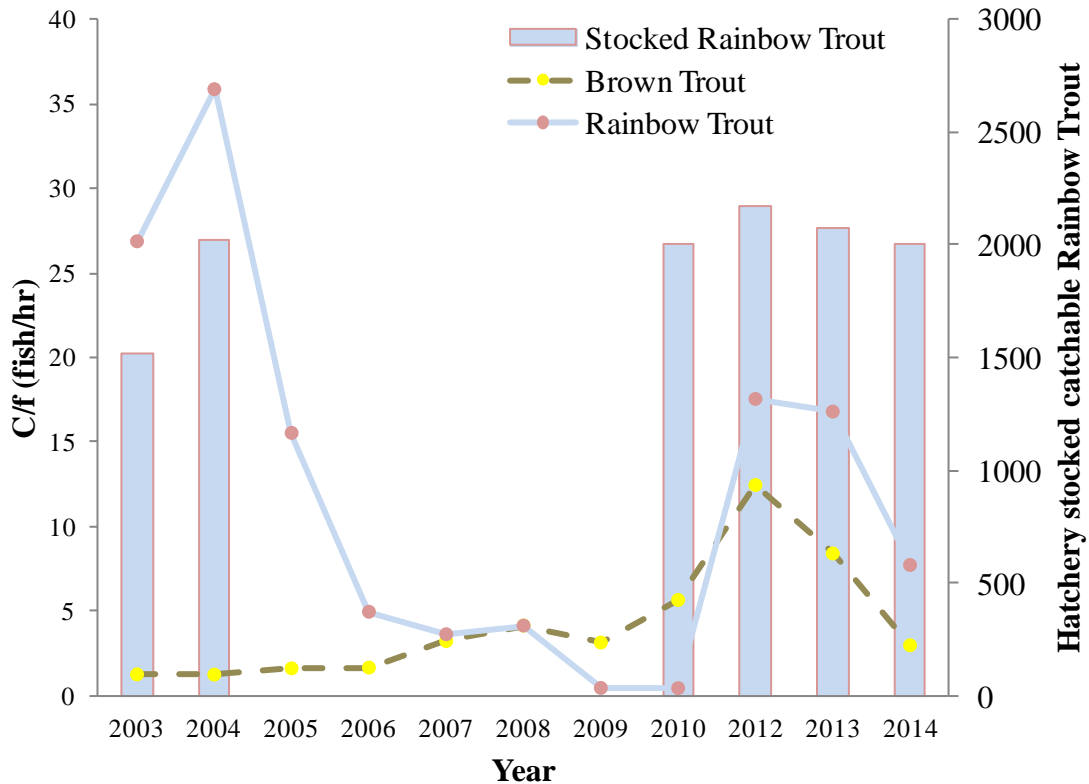 40
35
30
25
20
15
10
5
0
C/f (fish/hr)
Stocked Rainbow Trout
Brown Trout
Rainbow Trout
3000
2500
2000
1500
1000
500
0
Hatchery stocked catchable Rainbow Trout
2003 2004 2005 2006 2007 2008 2009 2010 2012 2013 2014
Year